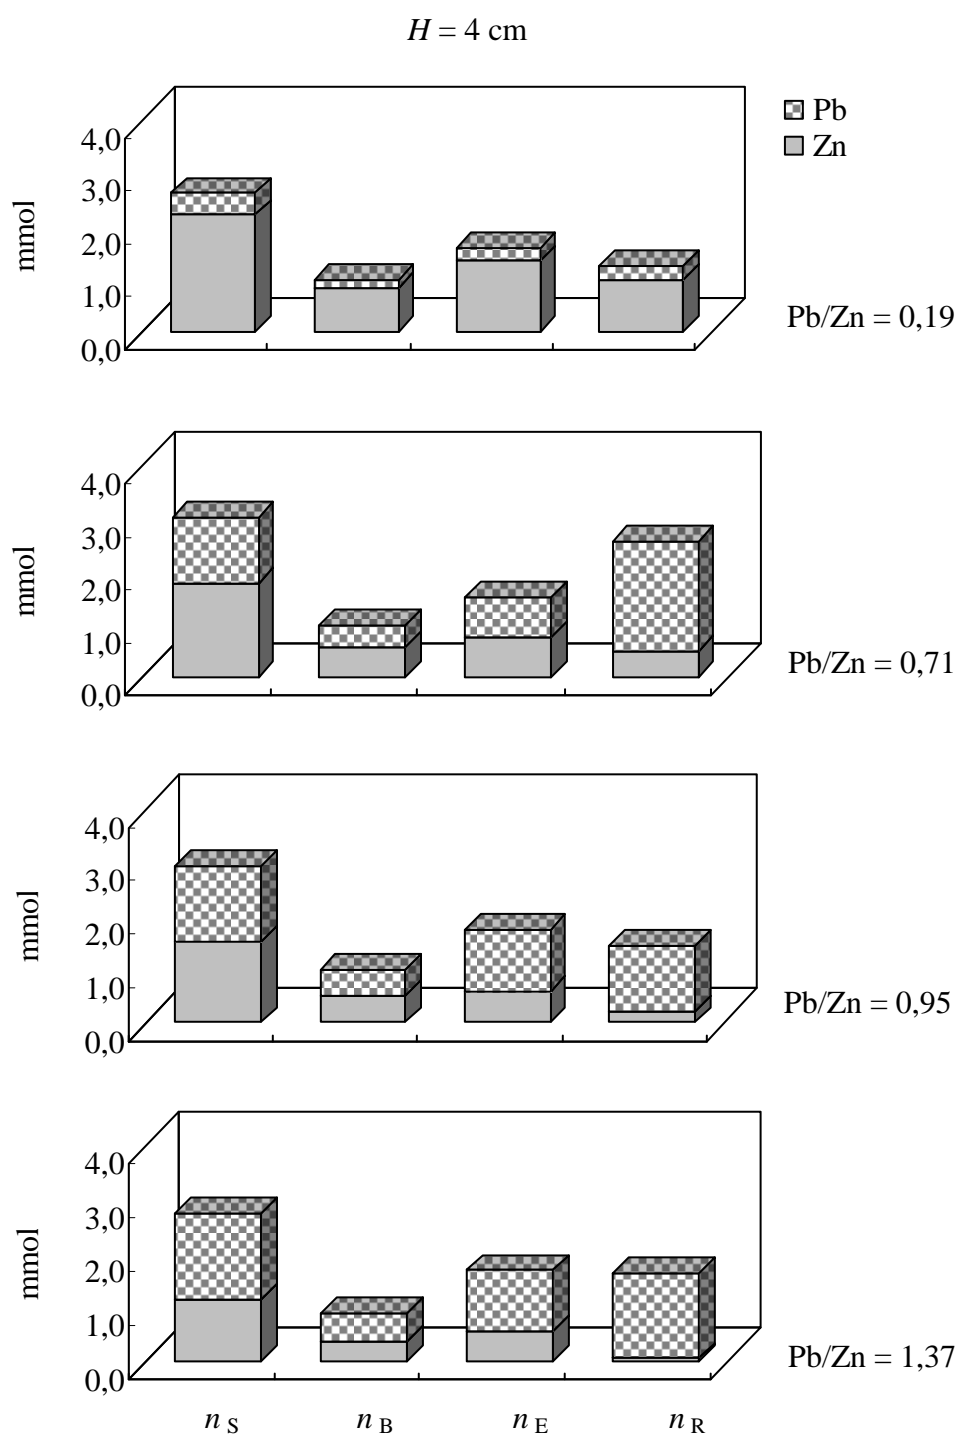 H = 4 cm
Pb
Zn
mmol
4,0
3,0
2,0
1,0
0,0
Pb/Zn = 0,19
mmol
4,0
3,0
2,0
1,0
0,0
Pb/Zn = 0,71
mmol
4,0
3,0
2,0
1,0
0,0
Pb/Zn = 0,95
mmol
4,0
3,0
2,0
1,0
0,0
Pb/Zn = 1,37
n S n B n E n R